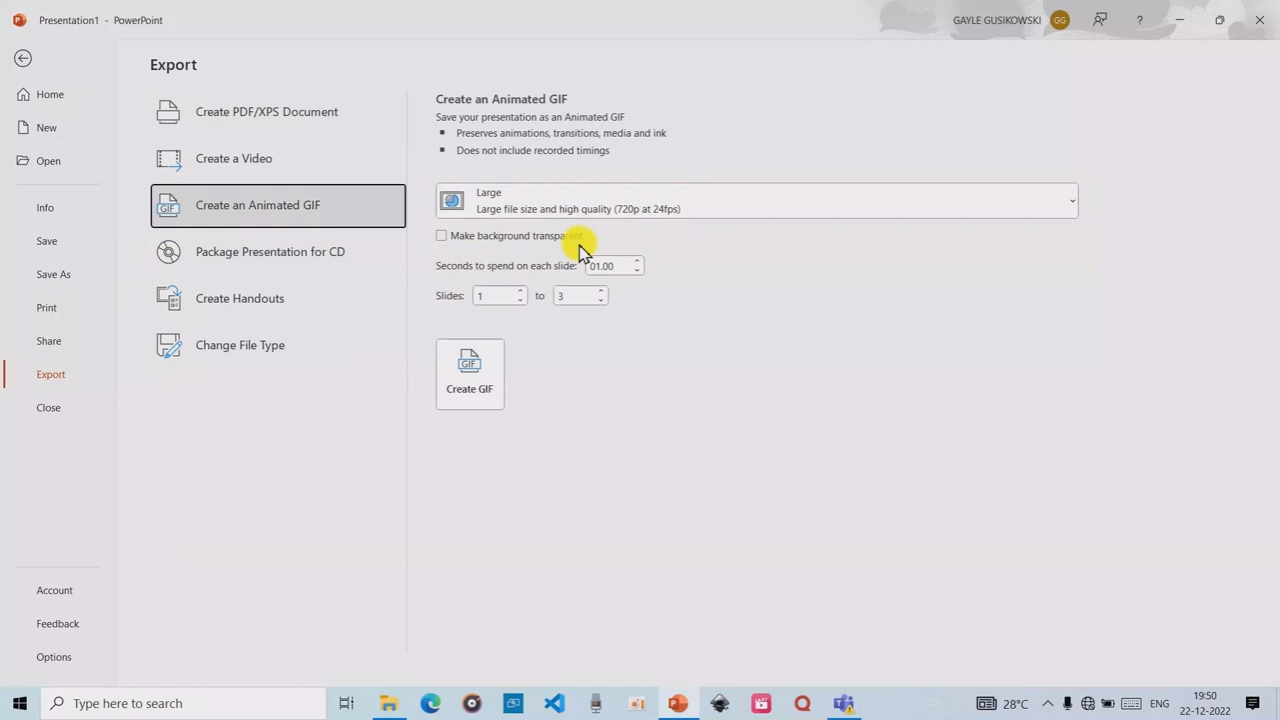 Presentation1 - PowerPoint
GAYLE GUSIKOWSKI GG ?
Home
New
Open
Info
Save
Save As
Print
Share
Export
Close
Account
Feedback
Options
Export
Create PDF/XPS Document
Create a Video
GIF Create an Animated GIF
Package Presentation for CD
Create Handouts
Change File Type
Create an Animated GIF
Save your presentation as an Animated GIF
Preserves animations, transitions, media and ink
Does not include recorded timings
Large
Large file size and high quality (720p at 24fps)
Make background transparent
Seconds to spend on each slide: 01.00
Slides: 1 to 3
GIF
Create GIF
Type here to search
28°C ENG 19:50
22-12-2022